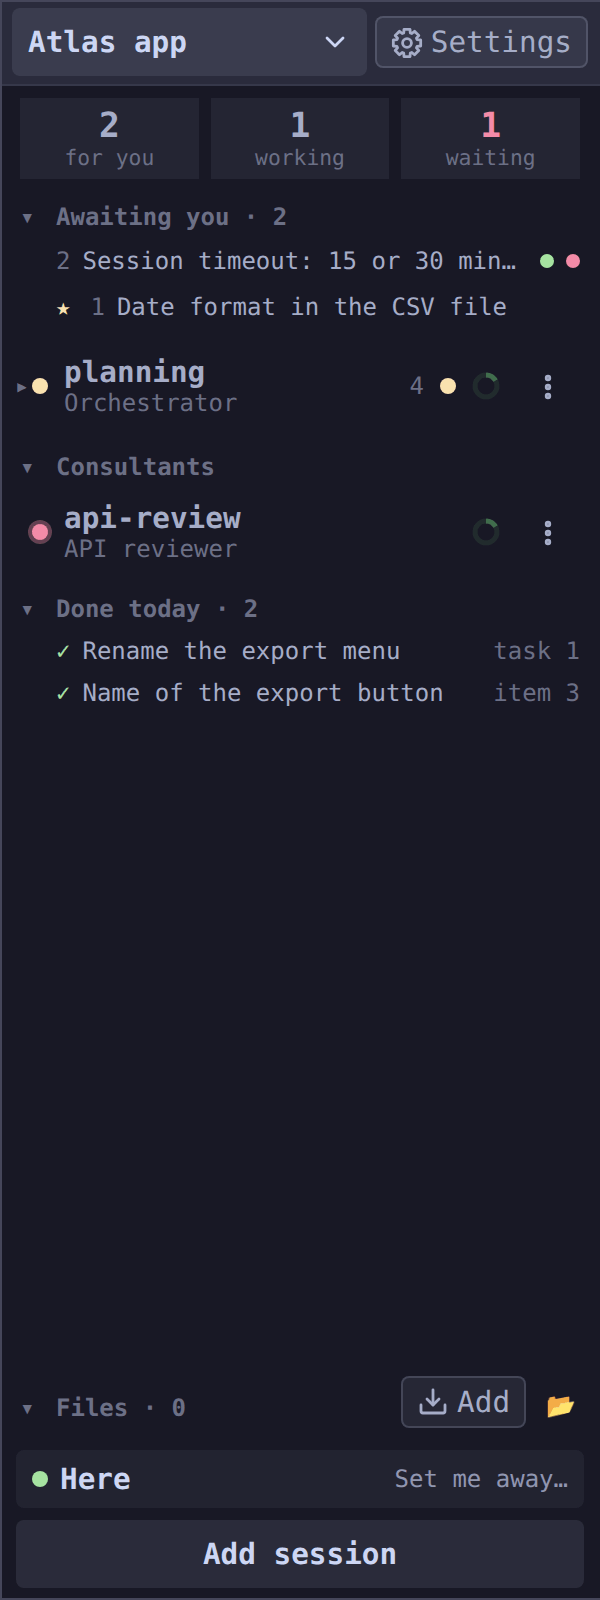 Atlas app
Settings
2
for you
1
working
1
waiting
Awaiting you · 2
2 Session timeout: 15 or 30 min…
1 Date format in the CSV file
planning
Orchestrator
4
Consultants
api-review
API reviewer
Done today · 2
✓ Rename the export menu task 1
✓ Name of the export button item 3
Files · 0
Add
Here
Set me away…
Add session